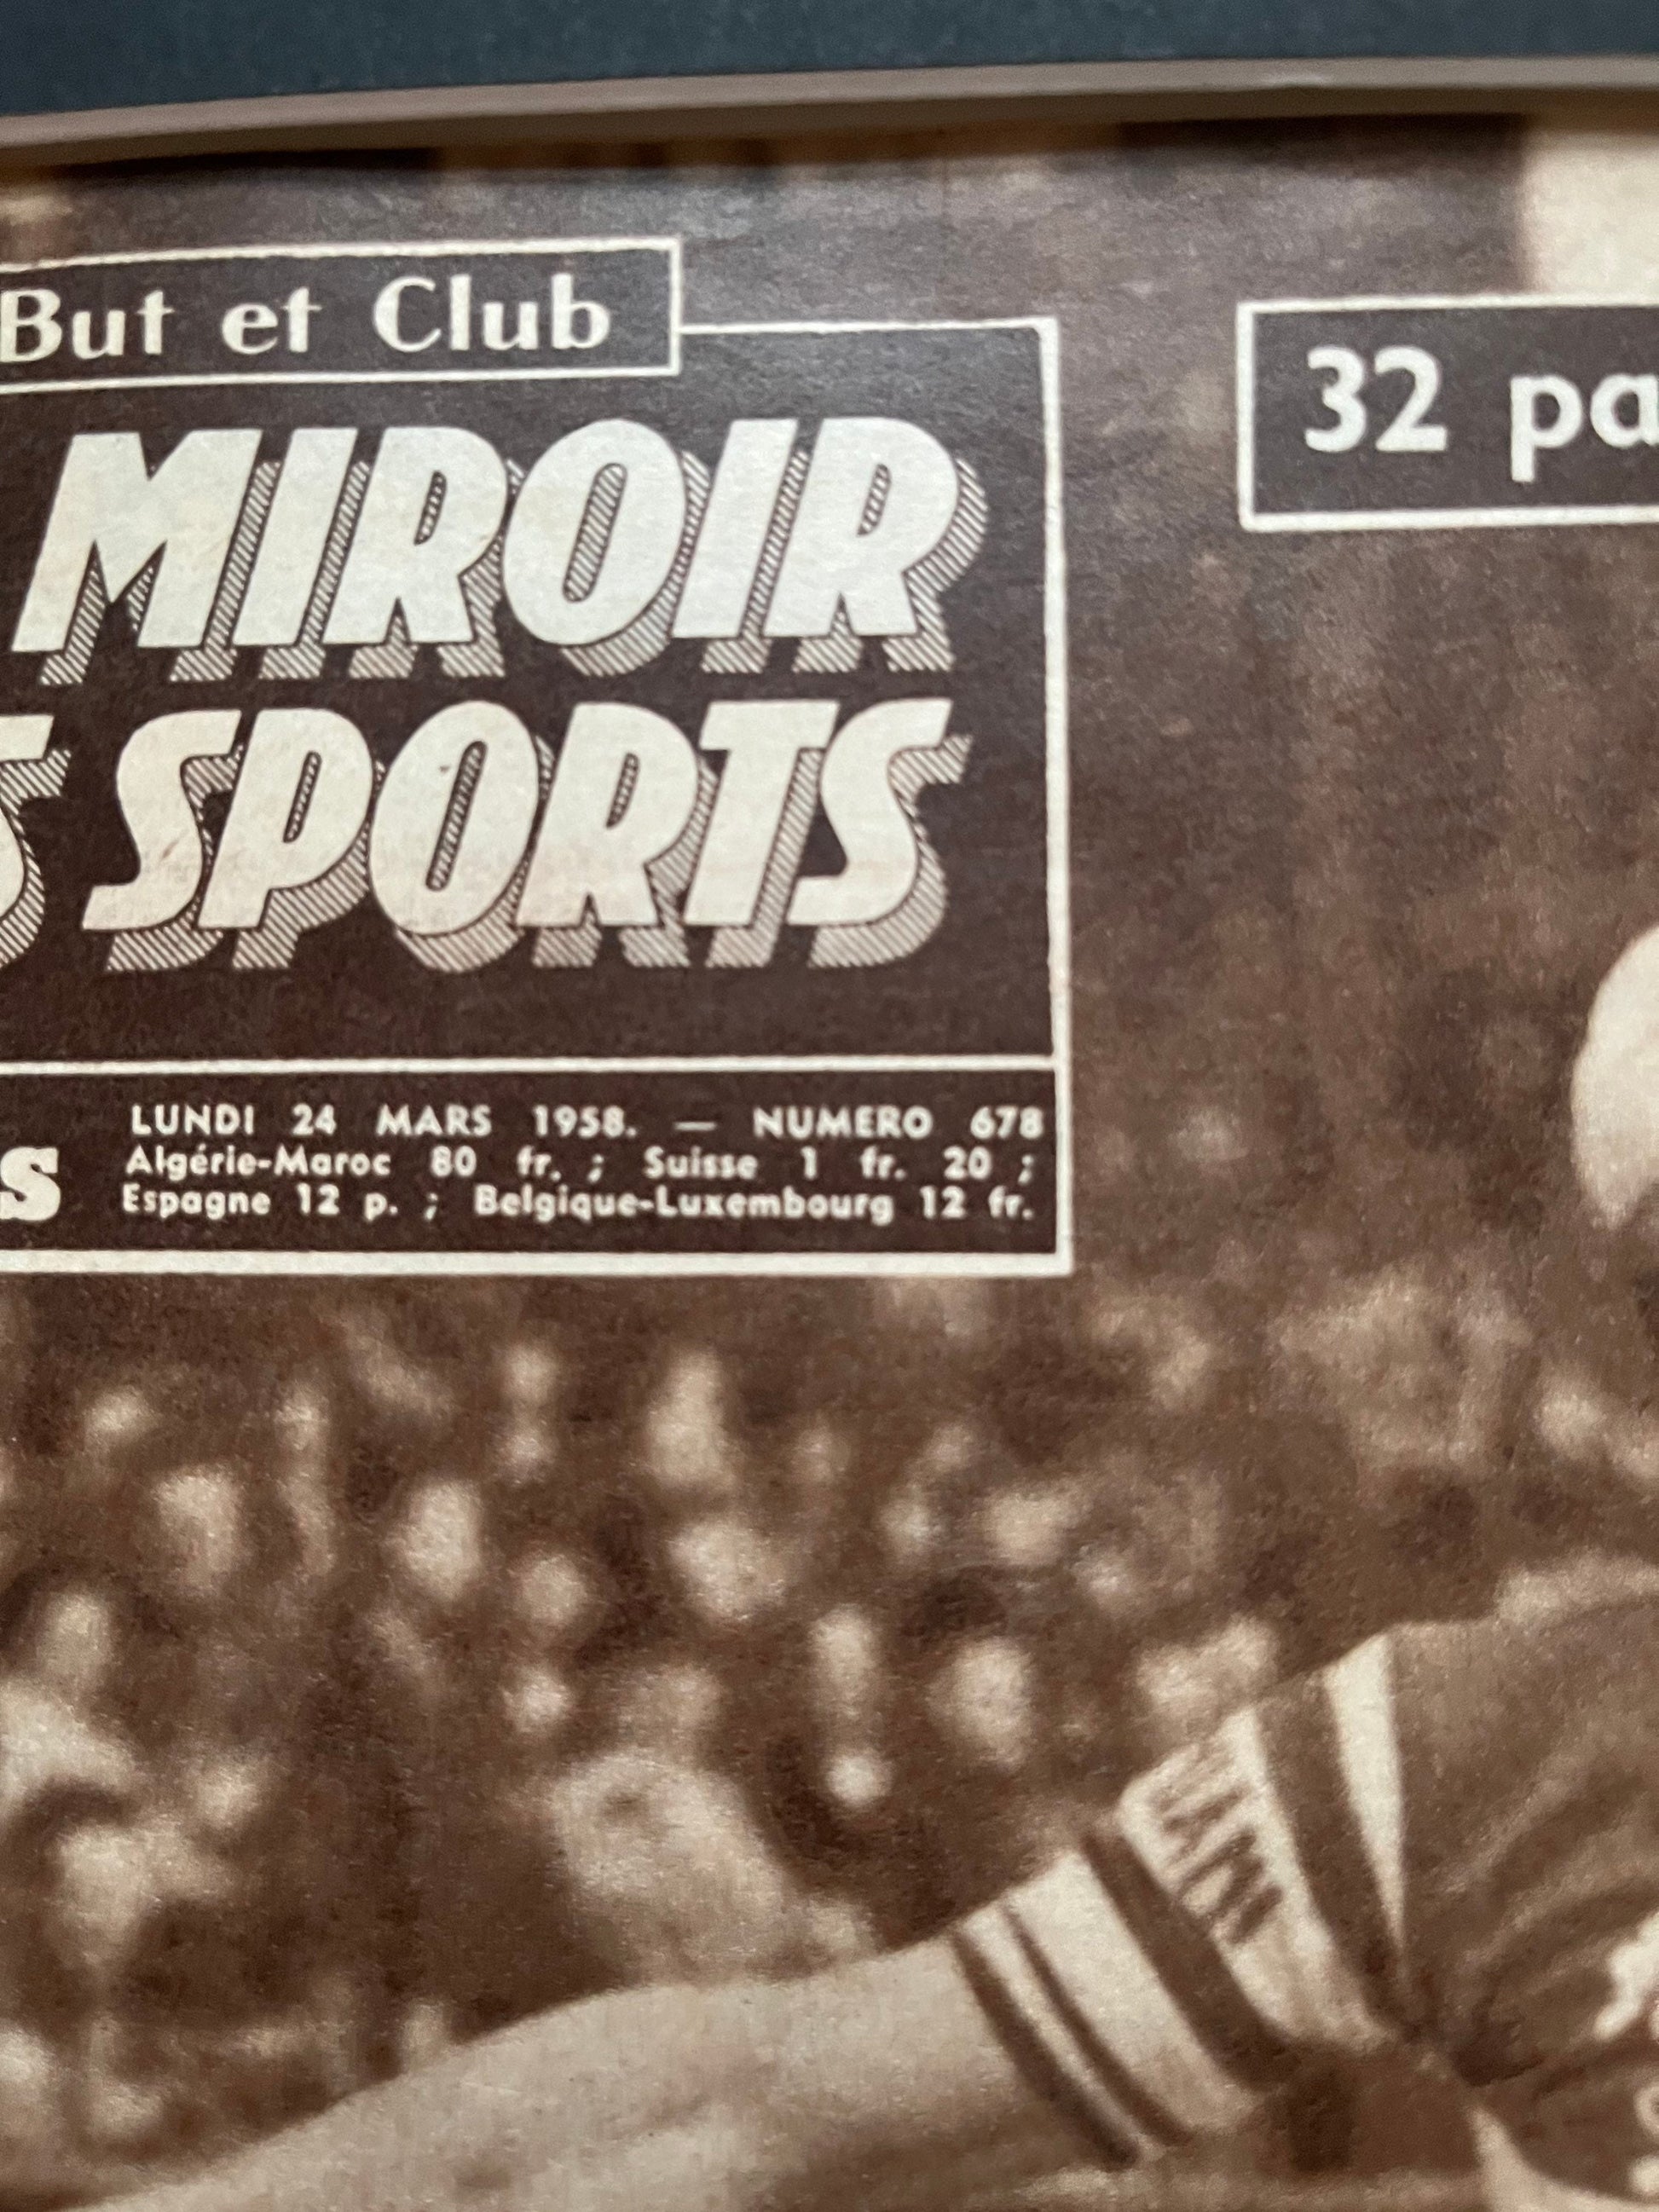 But et Club
32 pa
MIROIR
S SPORTS
LUNDI 24 MARS 1958. — NUMERO 678
S Algérie-Maroc 80 fr. ; Suisse 1 fr. 20 ;
Espagne 12 p. ; Belgique-Luxembourg 12 fr.